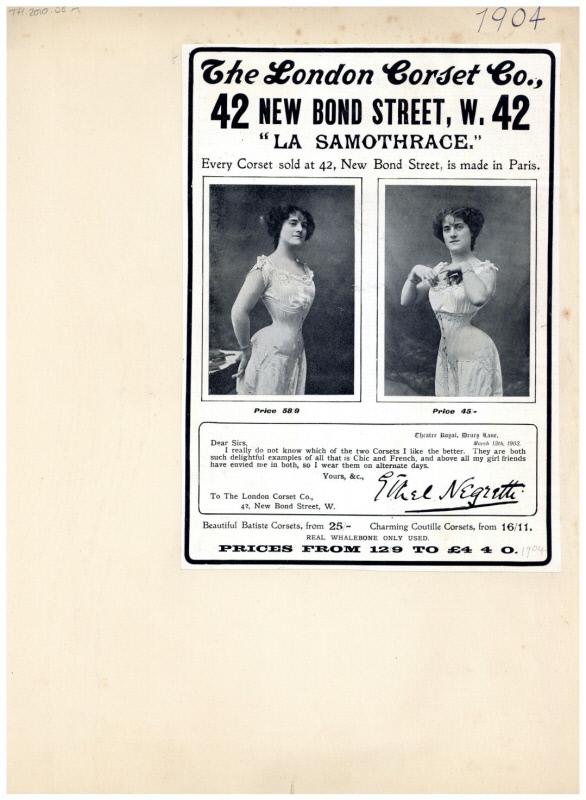 TH.2010.06 A
1904
The London Corset Co.,
42 NEW BOND STREET, W. 42
"LA SAMOTHRACE."
Every Corset sold at 42, New Bond Street, is made in Paris.
Price 58/9
Price 45/-
Theatre Royal, Drury Lane,
March 13th, 1903.
Dear Sirs,
I really do not know which of the two Corsets I like the better. They are both
such delightful examples of all that is Chic and French, and above all my girl friends
have envied me in both, so I wear them on alternate days.
Yours, &c.,
Ethel Negretti
To The London Corset Co.,
42, New Bond Street, W.
Beautiful Batiste Corsets, from 25/- Charming Coutille Corsets, from 16/11.
REAL WHALEBONE ONLY USED.
PRICES FROM 12 9 TO £4 4 0.
1904